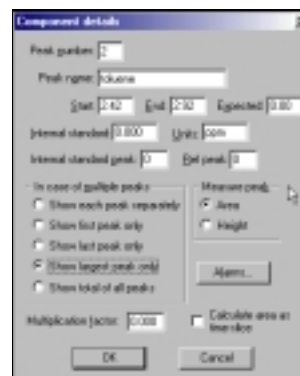 Component details
Peak number: 2
Peak name: toluene
Start: 2.42 End: 2.92 Expected: 0.00
Internal standard 0.000 Units: ppm
Internal standard peak: 0 Ref peak: 0
In case of multiple peaks
Show each peak separately
Show first peak only
Show last peak only
Show largest peak only
Show total of all peaks
Measure peak
Area
Height
Alarms...
Multiplication factor: 0.000
Calculate area as time slice
OK Cancel